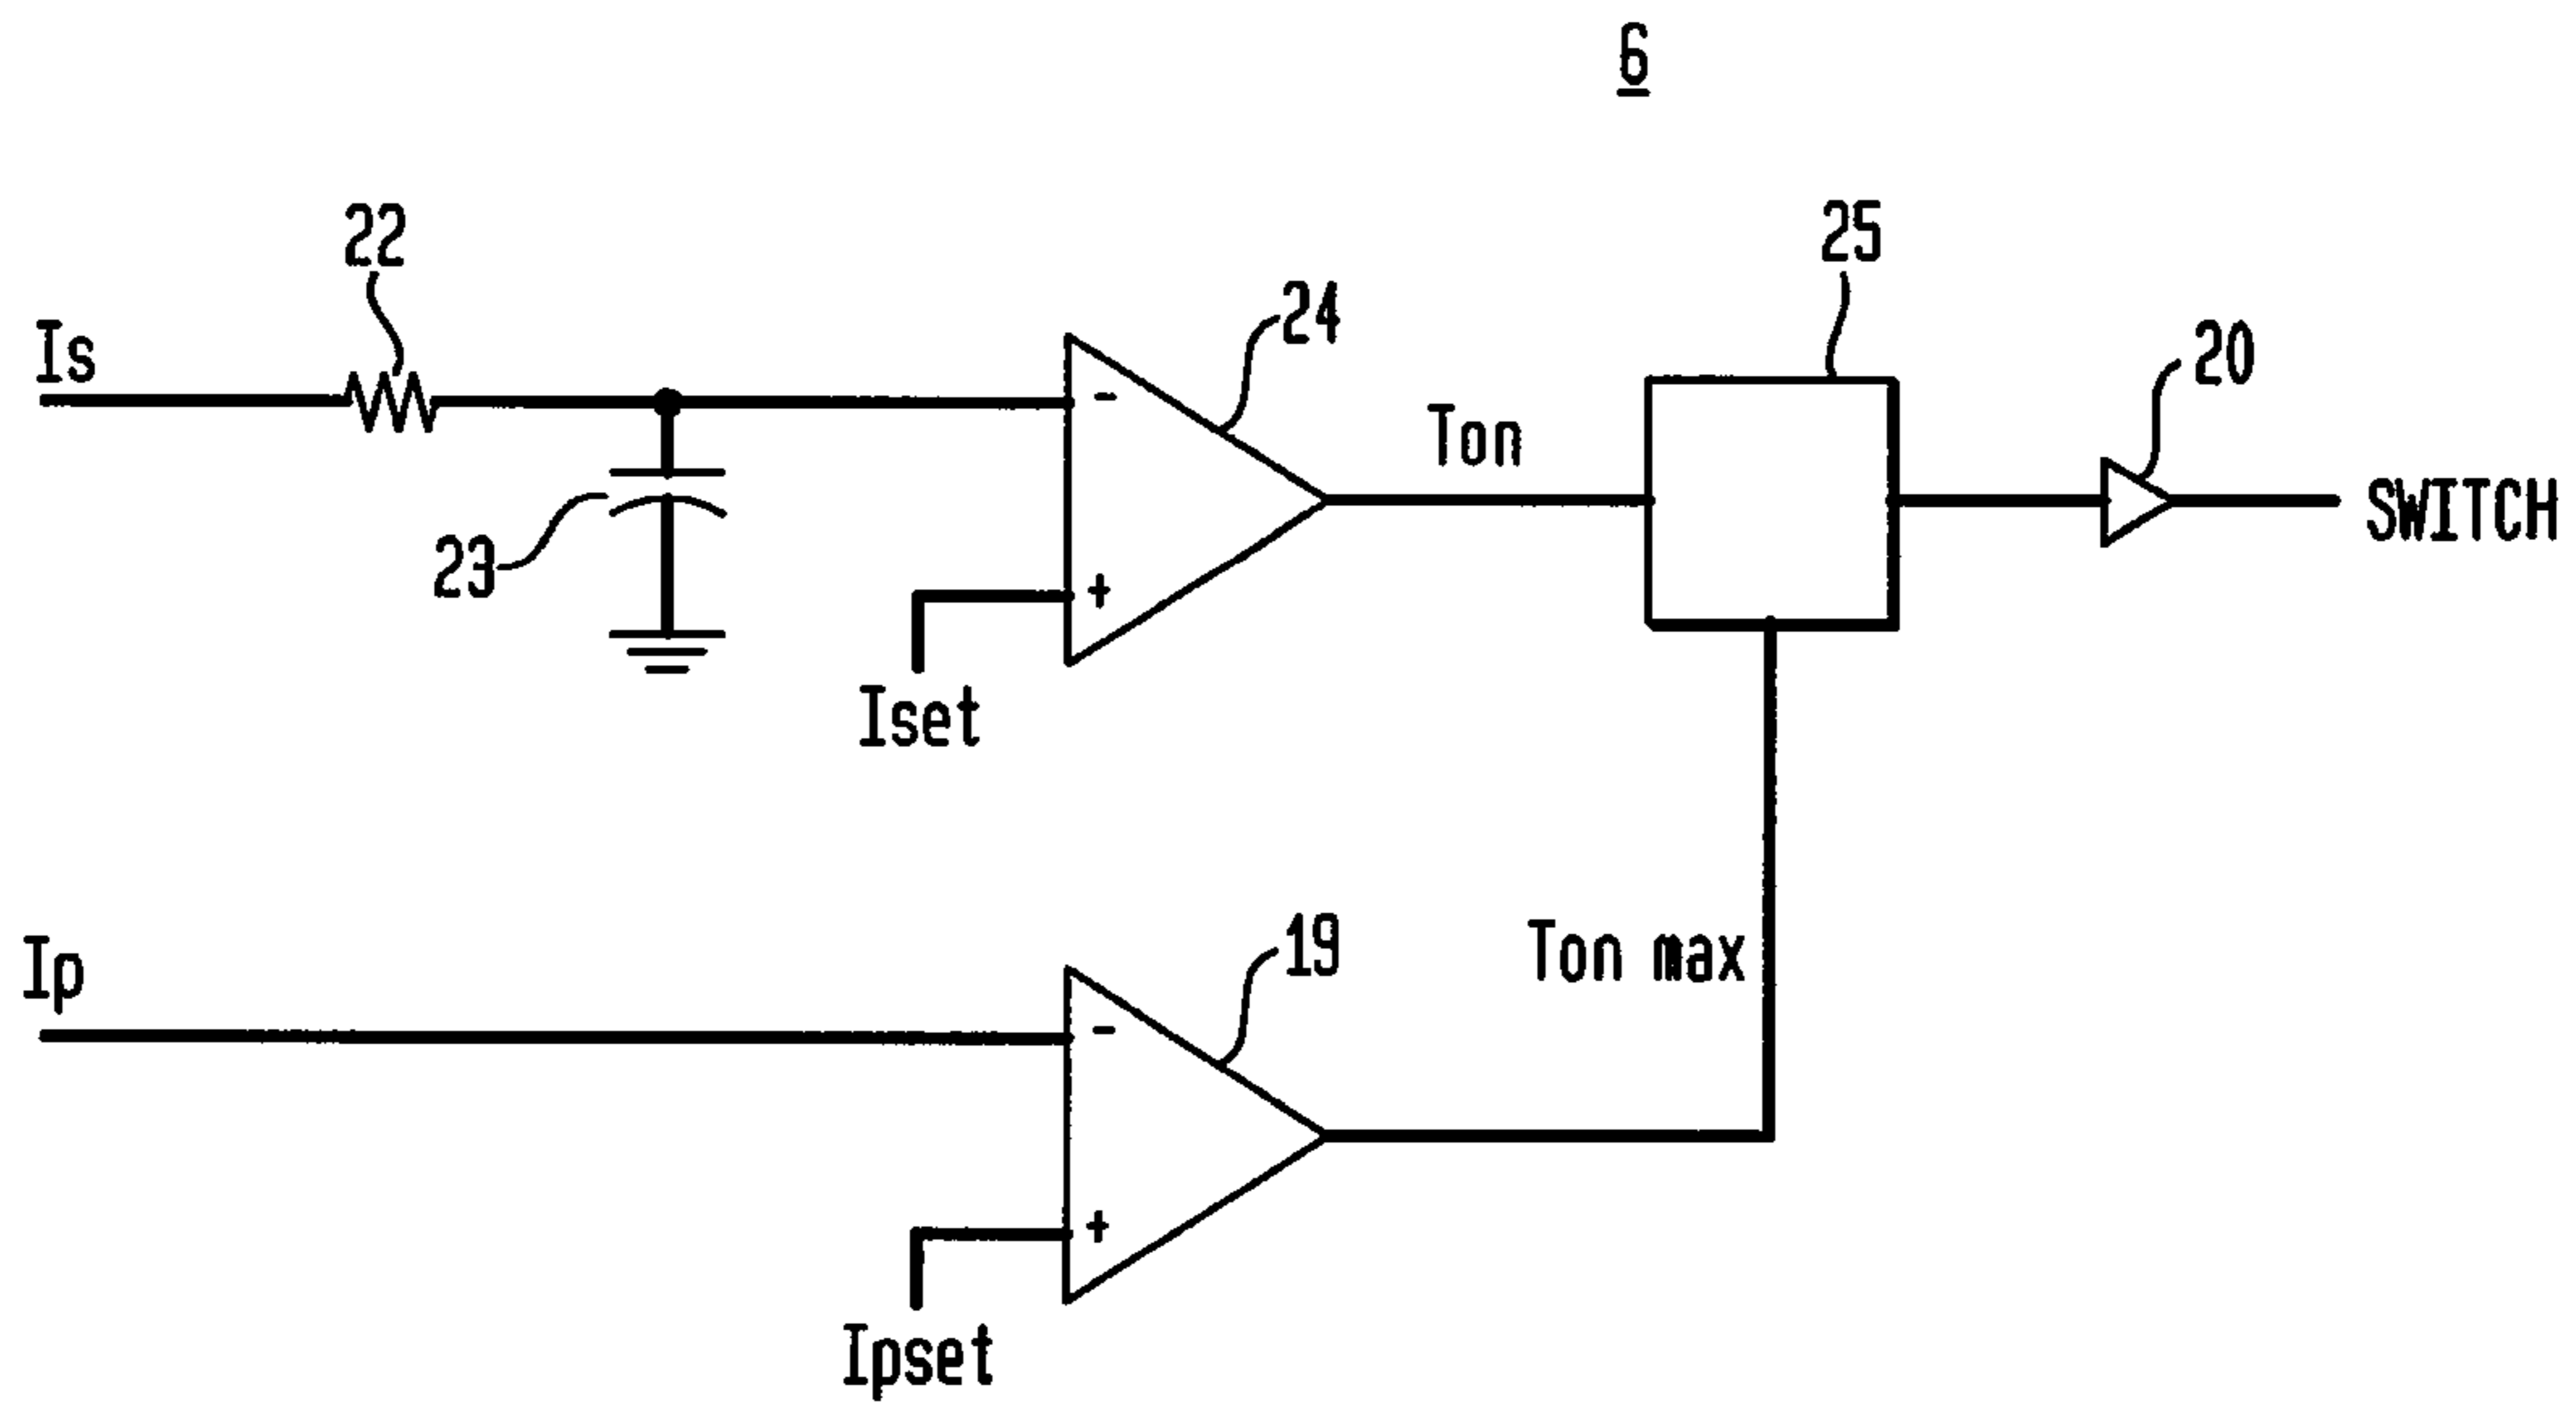 6
22
25
24
20
Is
-
Ton
SWITCH
23
+
Iset
19
Ip
Ton max
-
+
Ipset